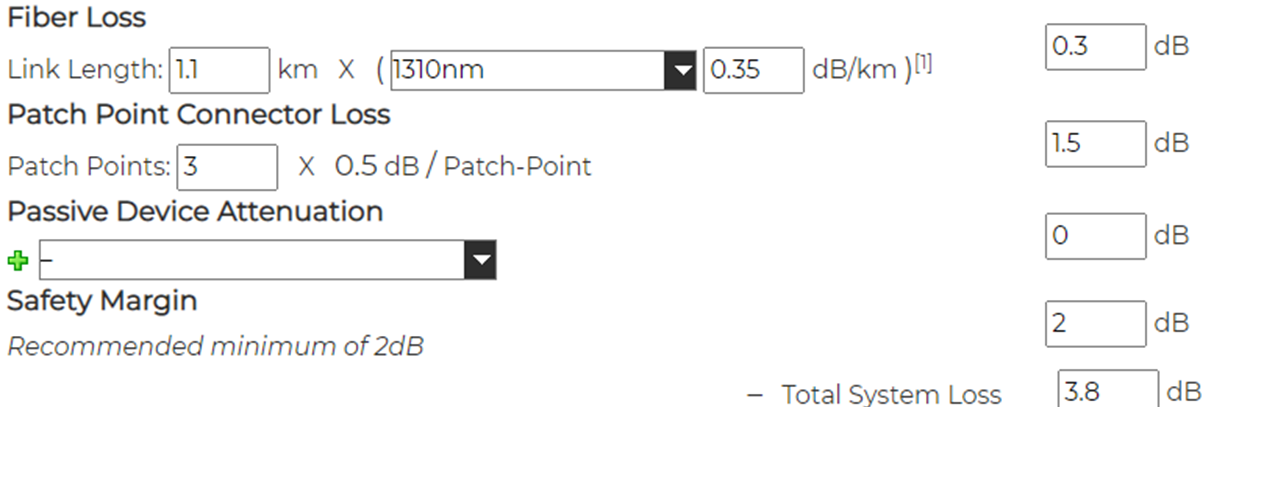 Fiber Loss
0.3 dB
Link Length: 1.1 km X ( 1310nm 0.35 dB/km )[1]
Patch Point Connector Loss
1.5 dB
Patch Points: 3 X 0.5 dB / Patch-Point
Passive Device Attenuation
0 dB
–
Safety Margin
2 dB
Recommended minimum of 2dB
– Total System Loss 3.8 dB